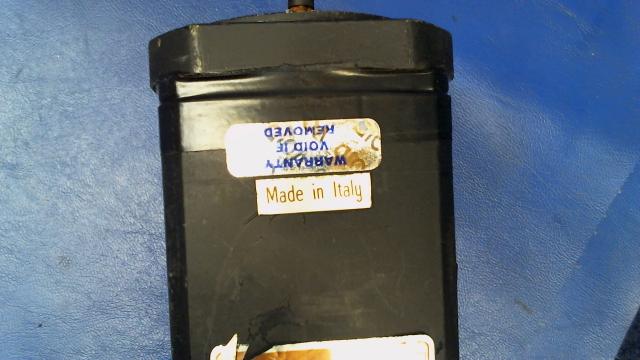 WARRANTY
VOID IF
REMOVED
Made in Italy